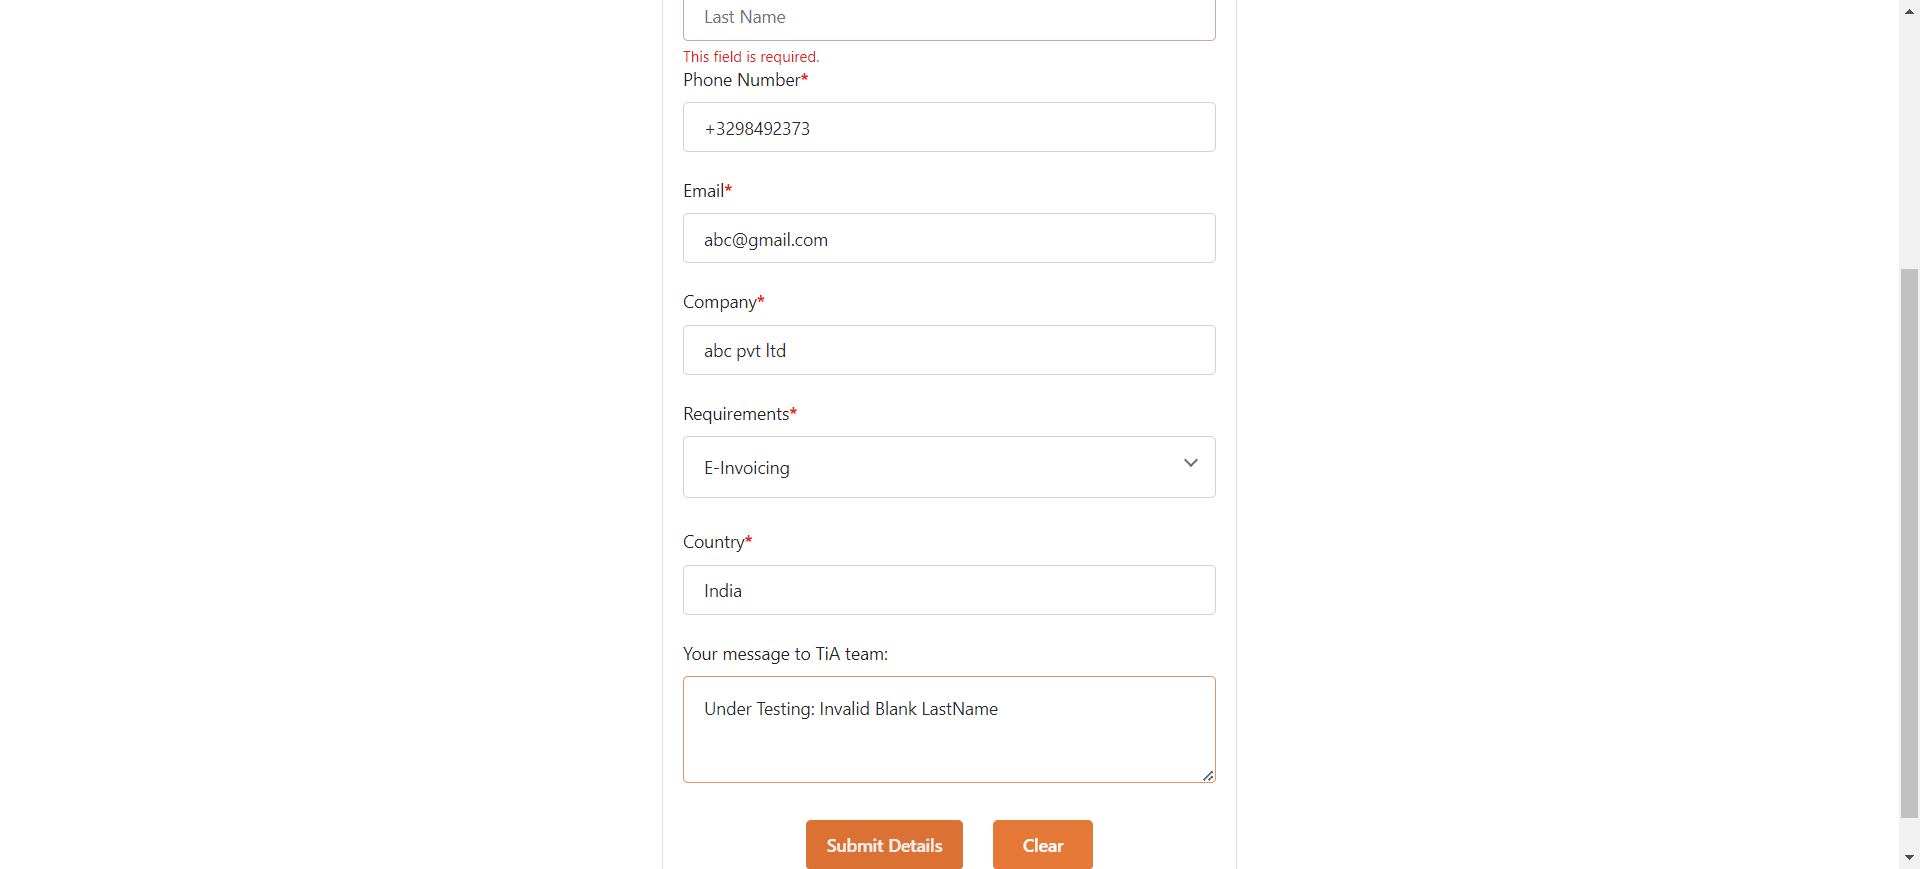 Last Name
This field is required.
Phone Number*
+3298492373
Email*
abc@gmail.com
Company*
abc pvt ltd
Requirements*
E-Invoicing
Country*
India
Your message to TiA team:
Under Testing: Invalid Blank LastName
Submit Details
Clear